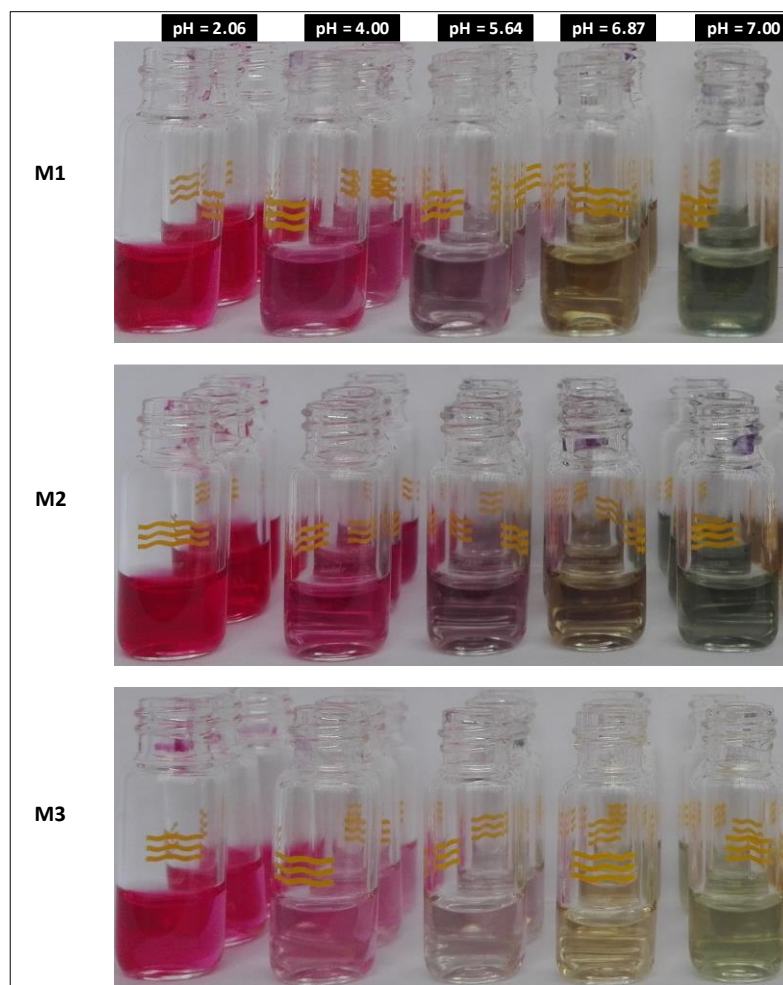 pH = 2.06 pH = 4.00 pH = 5.64 pH = 6.87 pH = 7.00
M1
M2
M3